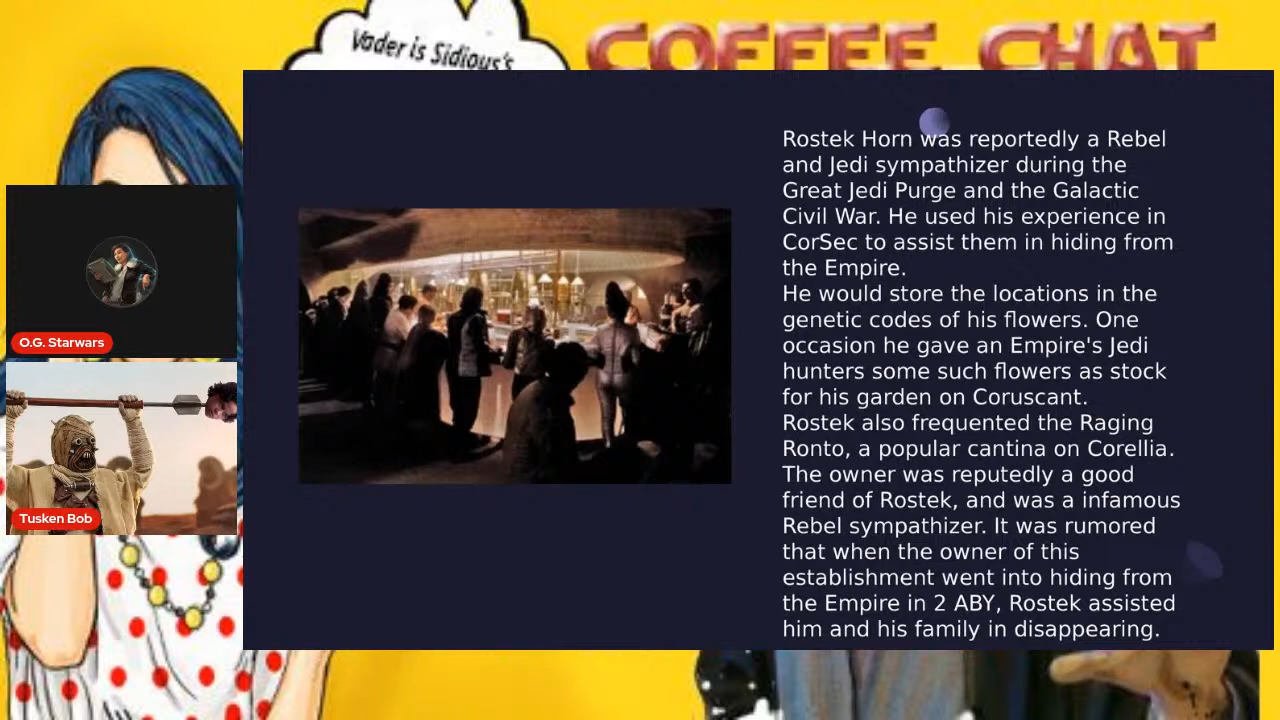 Vader is Sidious's
COFFEE CHAT
Rostek Horn was reportedly a Rebel
and Jedi sympathizer during the
Great Jedi Purge and the Galactic
Civil War. He used his experience in
CorSec to assist them in hiding from
the Empire.
He would store the locations in the
genetic codes of his flowers. One
occasion he gave an Empire's Jedi
hunters some such flowers as stock
for his garden on Coruscant.
Rostek also frequented the Raging
Ronto, a popular cantina on Corellia.
The owner was reputedly a good
friend of Rostek, and was a infamous
Rebel sympathizer. It was rumored
that when the owner of this
establishment went into hiding from
the Empire in 2 ABY, Rostek assisted
him and his family in disappearing.
O.G. Starwars
Tusken Bob